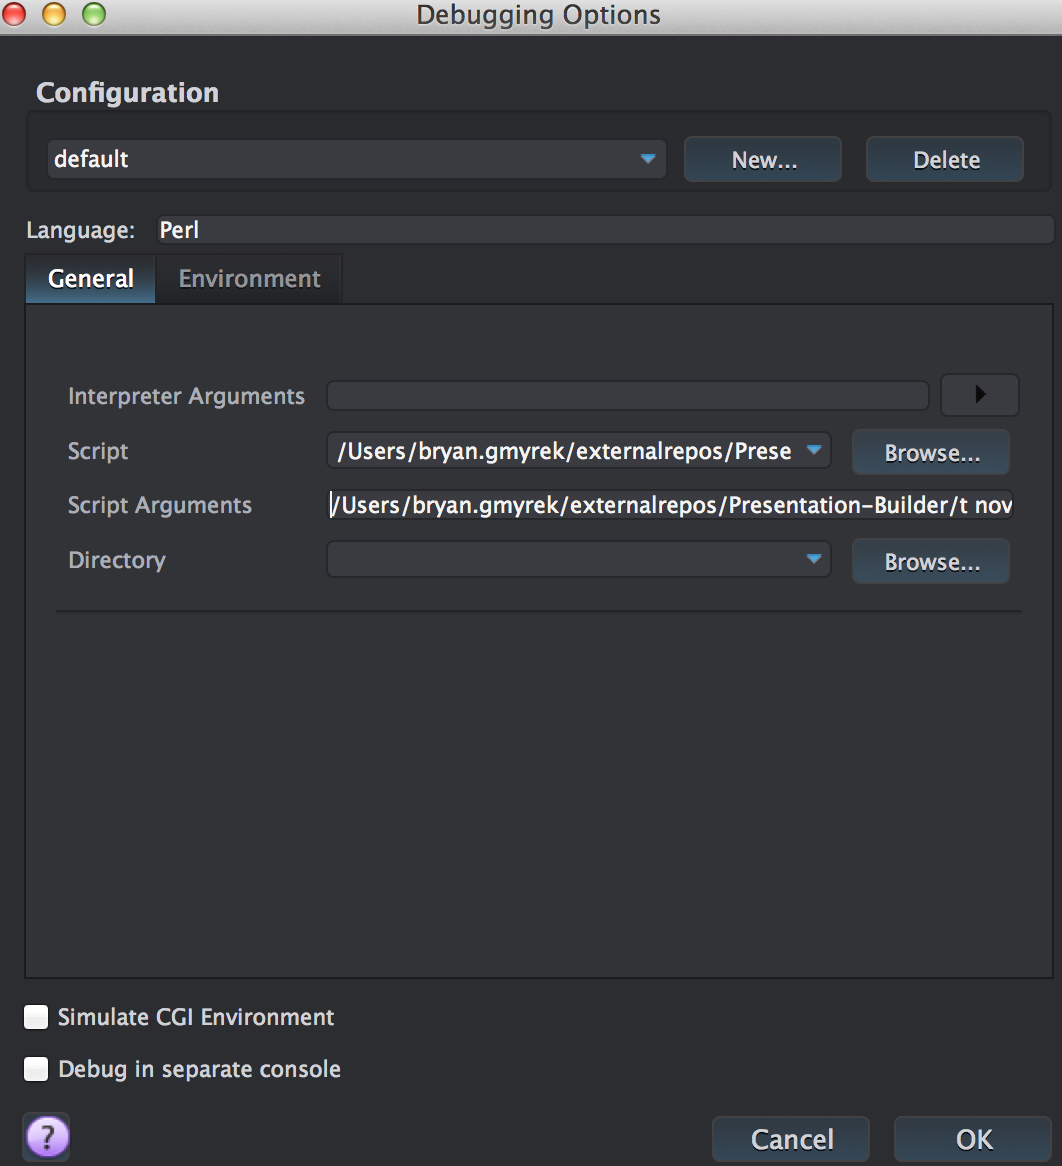 Debugging Options
Configuration
default New... Delete
Language: Perl
General Environment
Interpreter Arguments
Script /Users/bryan.gmyrek/externalrepos/Prese Browse...
Script Arguments /Users/bryan.gmyrek/externalrepos/Presentation-Builder/t nov
Directory Browse...
Simulate CGI Environment
Debug in separate console
? Cancel OK